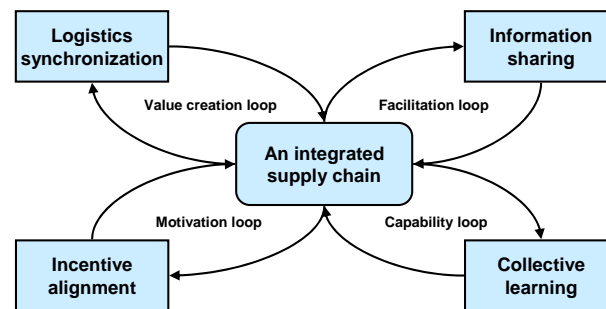 Logistics
synchronization
Information
sharing
Value creation loop
Facilitation loop
An integrated
supply chain
Motivation loop
Capability loop
Incentive
alignment
Collective
learning